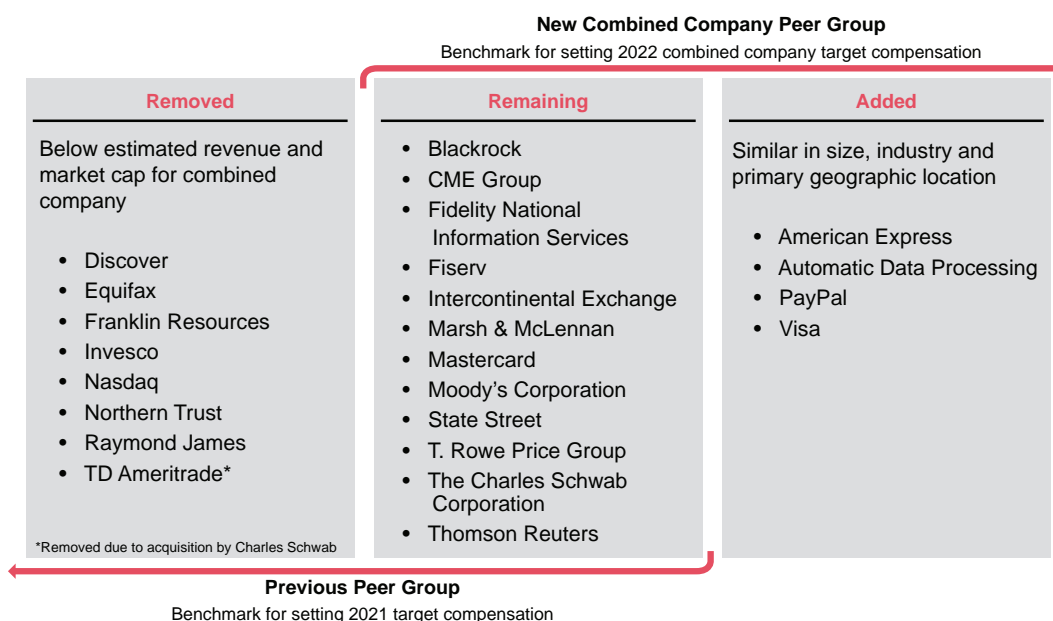 New Combined Company Peer Group
Benchmark for setting 2022 combined company target compensation
Removed
Below estimated revenue and
market cap for combined
company
• Discover
• Equifax
• Franklin Resources
• Invesco
• Nasdaq
• Northern Trust
• Raymond James
• TD Ameritrade*
*Removed due to acquisition by Charles Schwab
Remaining
• Blackrock
• CME Group
• Fidelity National
Information Services
• Fiserv
• Intercontinental Exchange
• Marsh & McLennan
• Mastercard
• Moody’s Corporation
• State Street
• T. Rowe Price Group
• The Charles Schwab
Corporation
• Thomson Reuters
Added
Similar in size, industry and
primary geographic location
• American Express
• Automatic Data Processing
• PayPal
• Visa
Previous Peer Group
Benchmark for setting 2021 target compensation